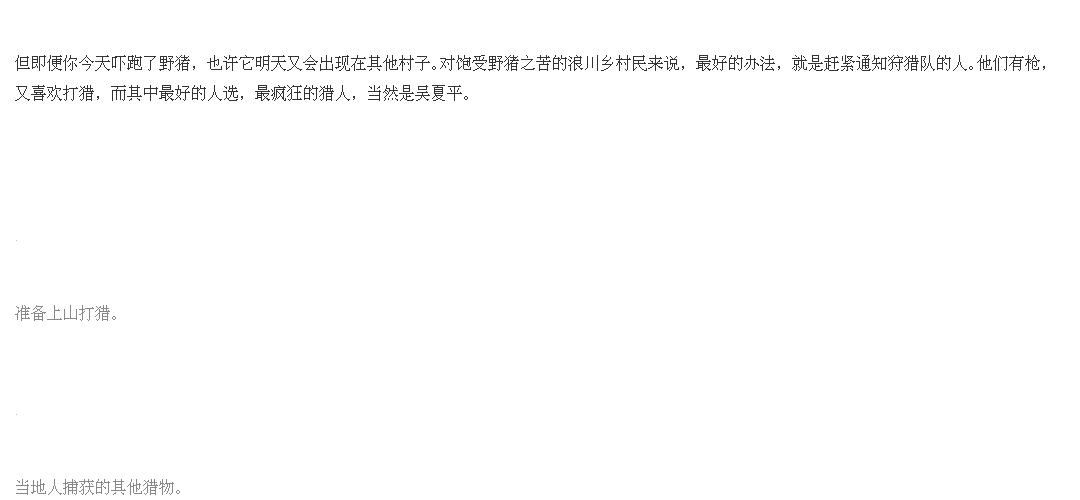 但即便你今天吓跑了野猪，也许它明天又会出现在其他村子。对饱受野猪之苦的浪川乡村民来说，最好的办法，就是赶紧通知狩猎队的人。他们有枪，
又喜欢打猎，而其中最好的人选，最疯狂的猎人，当然是吴夏平。
准备上山打猎。
当地人捕获的其他猎物。